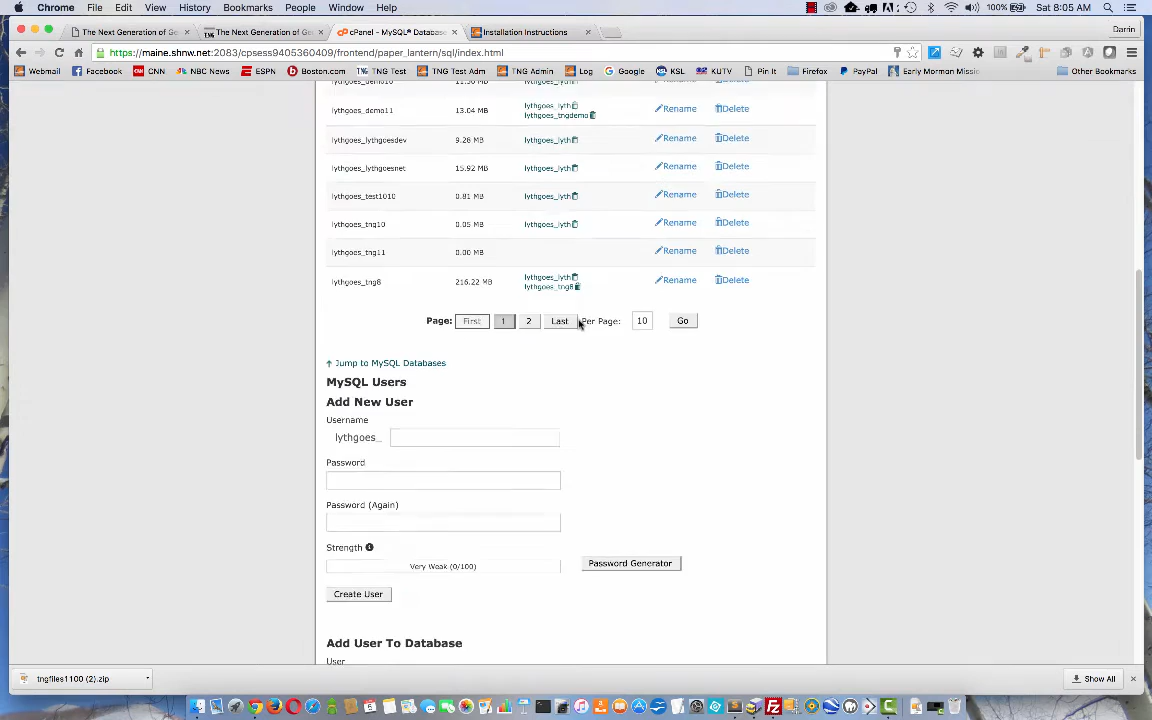 Chrome File Edit View History Bookmarks People Window Help 100% Sat 8:05 AM
The Next Generation of Ge The Next Generation of Ge cPanel - MySQL® Database Installation Instructions Darrin
https://maine.shnw.net:2083/cpsess9405360409/frontend/paper_lantern/sql/index.html
Webmail Facebook CNN NBC News ESPN Boston.com TNG Test TNG Test Adm TNG Admin Log Google KSL KUTV Pin It Firefox PayPal Early Mormon Missi Other Bookmarks
lythgoes_demo11 13.04 MB lythgoes_lyth Rename Delete
lythgoes_tngdemo
lythgoes_lythgoesdev 9.28 MB lythgoes_lyth Rename Delete
lythgoes_lythgoesnet 15.92 MB lythgoes_lyth Rename Delete
lythgoes_test1010 0.81 MB lythgoes_lyth Rename Delete
lythgoes_tng10 0.05 MB lythgoes_lyth Rename Delete
lythgoes_tng11 0.00 MB Rename Delete
lythgoes_tng8 216.22 MB lythgoes_lyth Rename Delete
lythgoes_tng8
Page: First 1 2 Last Per Page: 10 Go
Jump to MySQL Databases
MySQL Users
Add New User
Username
lythgoes_
Password
Password (Again)
Strength
Very Weak (0/100) Password Generator
Create User
Add User To Database
User
tngfiles1100 (2).zip Show All